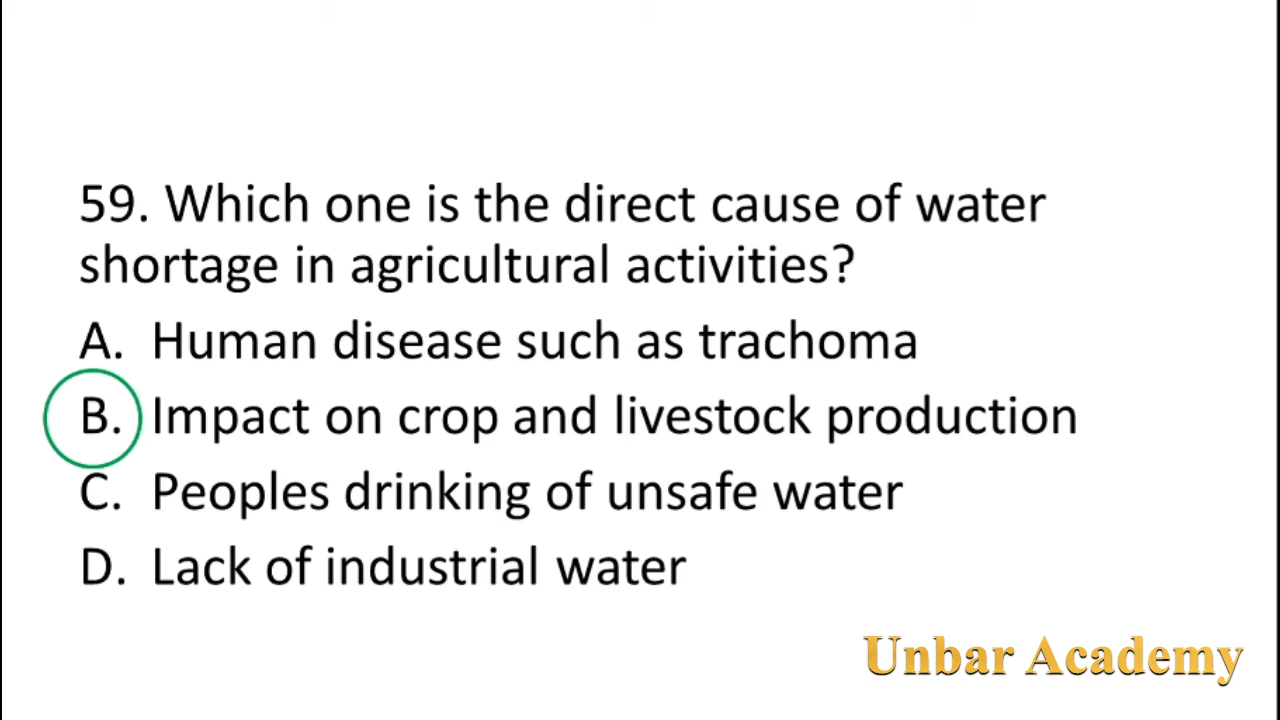 59. Which one is the direct cause of water
shortage in agricultural activities?
A. Human disease such as trachoma
B. Impact on crop and livestock production
C. Peoples drinking of unsafe water
D. Lack of industrial water
Unbar Academy